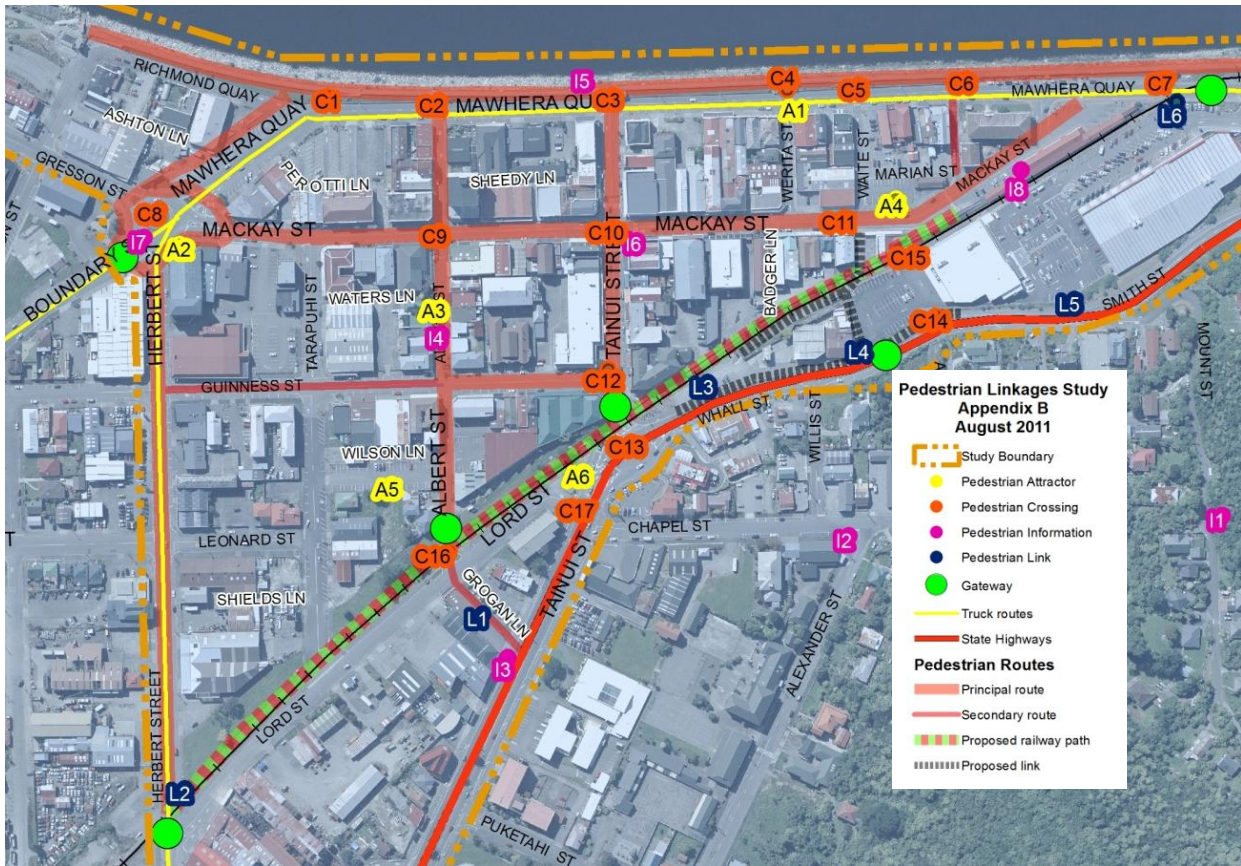 RICHMOND QUAY
ASHTON LN
GRESSON ST
MAWHERA QUAY
C1
C2
MAWHERA QU
I5
C3
C4
A1
C5
C6
MAWHERA QUAY
C7
L6
PEROTTI LN
SHEEDY LN
WERITA ST
WAITE ST
MARIAN ST
MACKAY ST
I8
C8
I7
A2
MACKAY ST
C9
C10
I6
MACKAY ST
C11
A4
C15
BOUNDARY S
HERBERT ST
TARAPUHI ST
WATERS LN
A3
I4
TAINUI STREET
BADGER LN
C14
L5
SMITH ST
MOUNT ST
L4
GUINNESS ST
C12
L3
WHALL ST
WILLIS ST
C13
ALBERT ST
WILSON LN
A5
A6
C17
LORD ST
LEONARD ST
CHAPEL ST
I2
I1
C16
SHIELDS LN
GROGAN LN
L1
TAINUI ST
I3
ALEXANDER ST
LORD ST
HERBERT STREET
L2
PUKETAHI ST
Pedestrian Linkages Study
Appendix B
August 2011
Study Boundary
Pedestrian Attractor
Pedestrian Crossing
Pedestrian Information
Pedestrian Link
Gateway
Truck routes
State Highways
Pedestrian Routes
Principal route
Secondary route
Proposed railway path
Proposed link